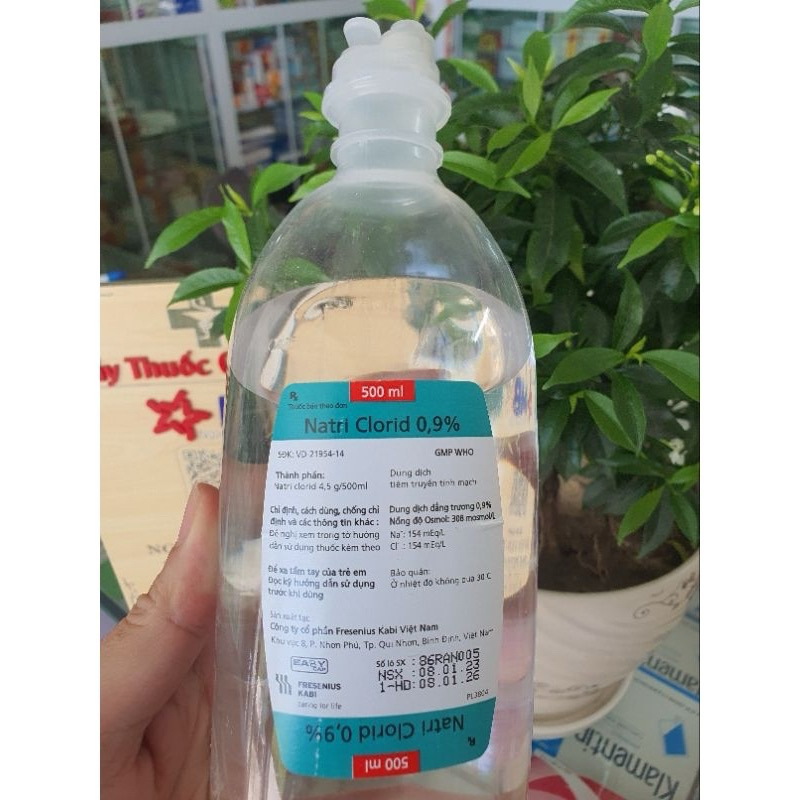 500 ml
Rx
Thuốc bán theo đơn
Natri Clorid 0,9%
SĐK: VD-21954-14
GMP WHO
Thành phần:
Natri clorid 4,5 g/500ml
Dung dịch
tiêm truyền tĩnh mạch
Chỉ định, cách dùng, chống chỉ
định và các thông tin khác :
Đề nghị xem trong tờ hướng
dẫn sử dụng thuốc kèm theo
Dung dịch đẳng trương 0,9%
Nồng độ Osmol: 308 mosmol/L
Na⁺: 154 mEq/L
Cl⁻ : 154 mEq/L
Để xa tầm tay của trẻ em
Đọc kỹ hướng dẫn sử dụng
trước khi dùng
Bảo quản:
Ở nhiệt độ không quá 30°C
Sản xuất tại:
Công ty cổ phần Fresenius Kabi Việt Nam
Khu vực 8, P. Nhơn Phú, Tp. Qui Nhơn, Bình Định, Việt Nam
EASY
CAP
FRESENIUS
KABI
caring for life
Số lô SX : 86RAN005
NSX : 08.01.23
1-HD: 08.01.26
PL3804
Rx
Natri Clorid 0,9%
500 ml
Thuốc
Klamentin